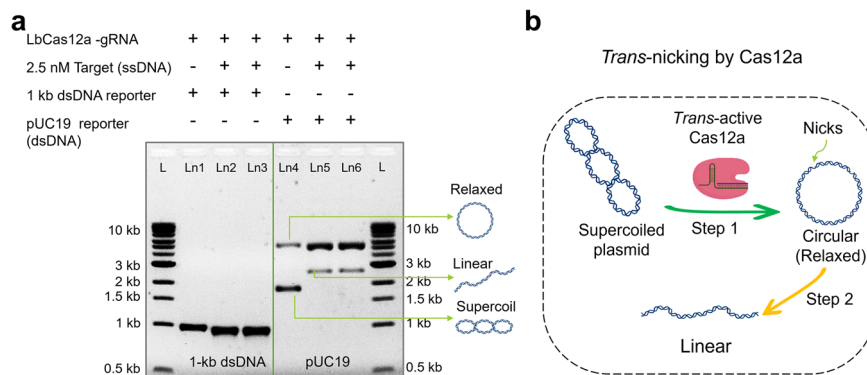 a
LbCas12a -gRNA + + + + + +
2.5 nM Target (ssDNA) - + + - + +
1 kb dsDNA reporter + + + - - -
pUC19 reporter - - - + + +
(dsDNA)
L Ln1 Ln2 Ln3 Ln4 Ln5 Ln6 L
10 kb
3 kb
2 kb
1.5 kb
1 kb
0.5 kb
1-kb dsDNA
pUC19
10 kb
3 kb
2 kb
1.5 kb
1 kb
0.5 kb
Relaxed
Linear
Supercoil
b
Trans-nicking by Cas12a
Trans-active
Cas12a
Nicks
Supercoiled
plasmid
Step 1
Circular
(Relaxed)
Step 2
Linear